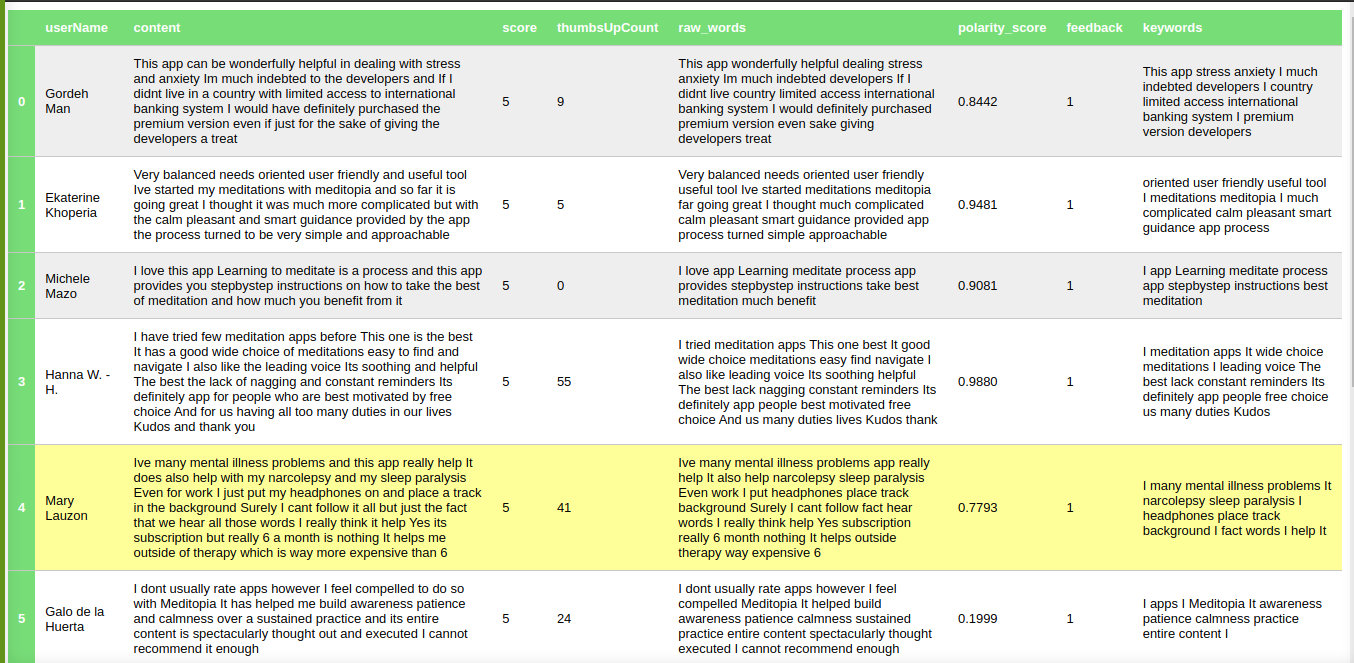 userName content score thumbsUpCount raw_words polarity_score feedback keywords
0
Gordeh
Man
This app can be wonderfully helpful in dealing with stress
and anxiety Im much indebted to the developers and If I
didnt live in a country with limited access to international
banking system I would have definitely purchased the
premium version even if just for the sake of giving the
developers a treat
5
9
This app wonderfully helpful dealing stress
anxiety Im much indebted developers If I
didnt live country limited access international
banking system I would definitely purchased
premium version even sake giving
developers treat
0.8442
1
This app stress anxiety I much
indebted developers I country
limited access international
banking system I premium
version developers
1
Ekaterine
Khoperia
Very balanced needs oriented user friendly and useful tool
Ive started my meditations with meditopia and so far it is
going great I thought it was much more complicated but with
the calm pleasant and smart guidance provided by the app
the process turned to be very simple and approachable
5
5
Very balanced needs oriented user friendly
useful tool Ive started meditations meditopia
far going great I thought much complicated
calm pleasant smart guidance provided app
process turned simple approachable
0.9481
1
oriented user friendly useful tool
I meditations meditopia I much
complicated calm pleasant smart
guidance app process
2
Michele
Mazo
I love this app Learning to meditate is a process and this app
provides you stepbystep instructions on how to take the best
of meditation and how much you benefit from it
5
0
I love app Learning meditate process app
provides stepbystep instructions take best
meditation much benefit
0.9081
1
I app Learning meditate process
app stepbystep instructions best
meditation
3
Hanna W. -
H.
I have tried few meditation apps before This one is the best
It has a good wide choice of meditations easy to find and
navigate I also like the leading voice Its soothing and helpful
The best the lack of nagging and constant reminders Its
definitely app for people who are best motivated by free
choice And for us having all too many duties in our lives
Kudos and thank you
5
55
I tried meditation apps This one best It good
wide choice meditations easy find navigate I
also like leading voice Its soothing helpful
The best lack nagging constant reminders Its
definitely app people best motivated free
choice And us many duties lives Kudos thank
0.9880
1
I meditation apps It wide choice
meditations I leading voice The
best lack constant reminders Its
definitely app people free choice
us many duties Kudos
4
Mary
Lauzon
Ive many mental illness problems and this app really help It
does also help with my narcolepsy and my sleep paralysis
Even for work I just put my headphones on and place a track
in the background Surely I cant follow it all but just the fact
that we hear all those words I really think it help Yes its
subscription but really 6 a month is nothing It helps me
outside of therapy which is way more expensive than 6
5
41
Ive many mental illness problems app really
help It also help narcolepsy sleep paralysis
Even work I put headphones place track
background Surely I cant follow fact hear
words I really think help Yes subscription
really 6 month nothing It helps outside
therapy way expensive 6
0.7793
1
I many mental illness problems It
narcolepsy sleep paralysis I
headphones place track
background I fact words I help It
5
Galo de la
Huerta
I dont usually rate apps however I feel compelled to do so
with Meditopia It has helped me build awareness patience
and calmness over a sustained practice and its entire
content is spectacularly thought out and executed I cannot
recommend it enough
5
24
I dont usually rate apps however I feel
compelled Meditopia It helped build
awareness patience calmness sustained
practice entire content spectacularly thought
executed I cannot recommend enough
0.1999
1
I apps I Meditopia It awareness
patience calmness practice
entire content I